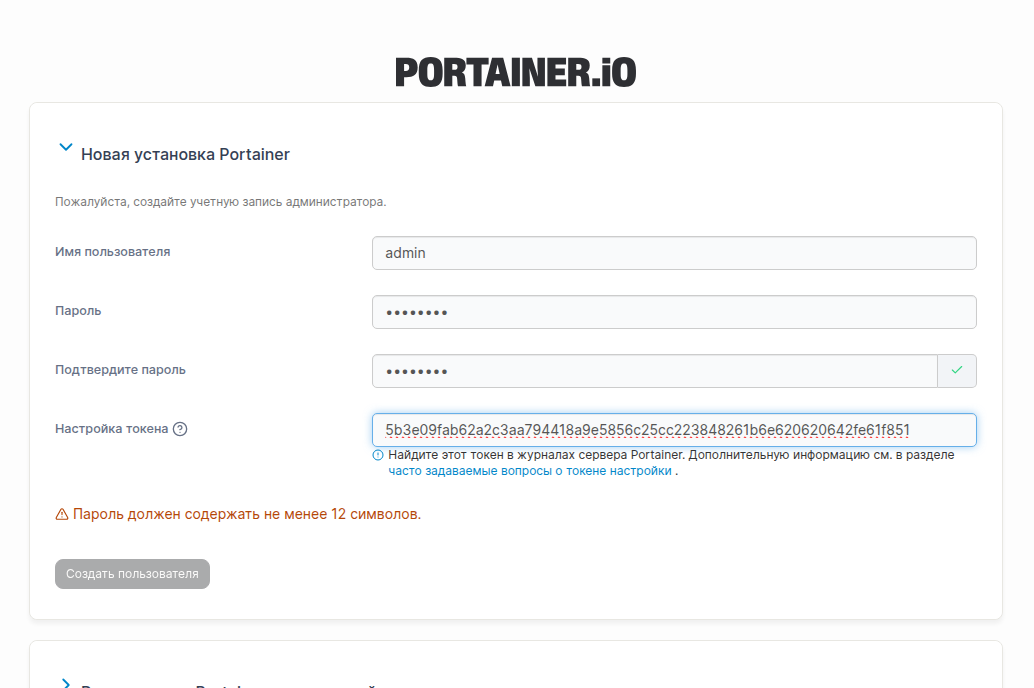 PORTAINER.iO
Новая установка Portainer
Пожалуйста, создайте учетную запись администратора.
Имя пользователя
admin
Пароль
••••••••
Подтвердите пароль
••••••••
Настройка токена
5b3e09fab62a2c3aa794418a9e5856c25cc223848261b6e620620642fe61f851
Найдите этот токен в журналах сервера Portainer. Дополнительную информацию см. в разделе
часто задаваемые вопросы о токене настройки .
Пароль должен содержать не менее 12 символов.
Создать пользователя